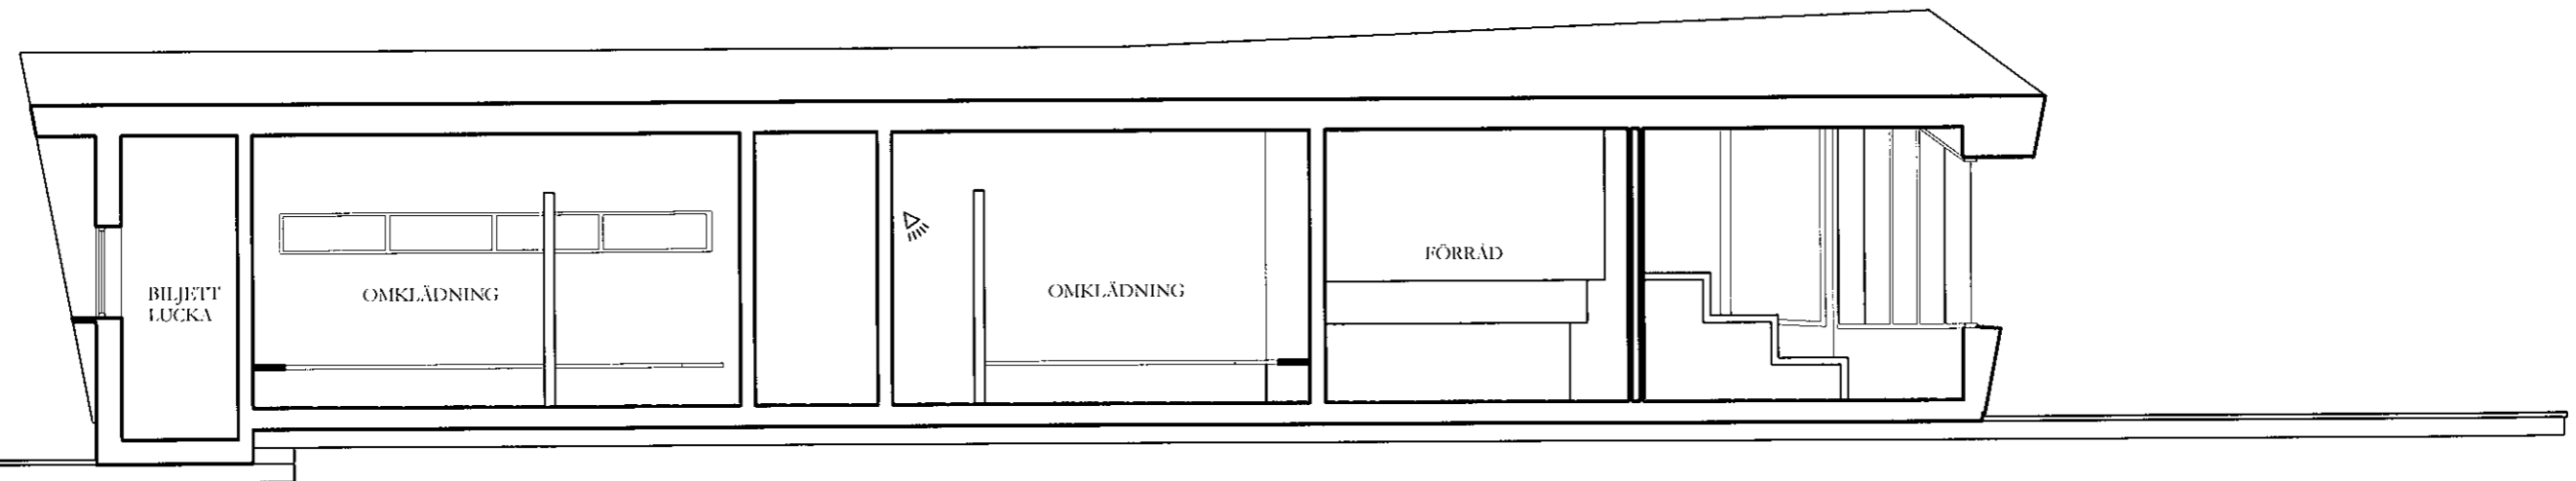 BILJETT
LUCKA
OMKLÄDNING
OMKLÄDNING
FÖRRÅD